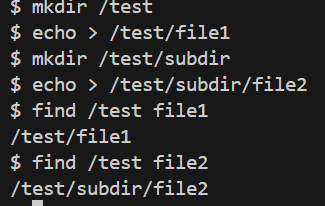 $ mkdir /test
$ echo > /test/file1
$ mkdir /test/subdir
$ echo > /test/subdir/file2
$ find /test file1
/test/file1
$ find /test file2
/test/subdir/file2